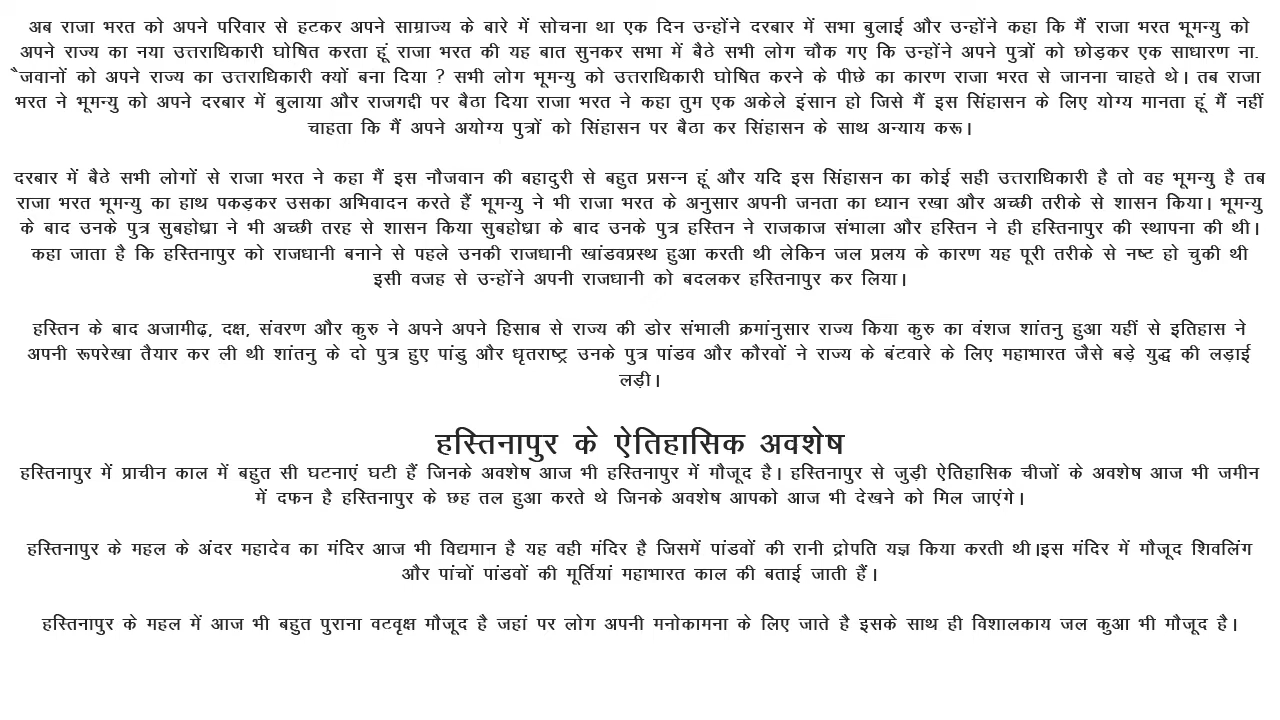 अब राजा भरत को अपने परिवार से हटकर अपने साम्राज्य के बारे में सोचना था एक दिन उन्होंने दरबार में सभा बुलाई और उन्होंने कहा कि मैं राजा भरत भूमन्यु को
अपने राज्य का नया उत्तराधिकारी घोषित करता हूं राजा भरत की यह बात सुनकर सभा में बैठे सभी लोग चौक गए कि उन्होंने अपने पुत्रों को छोड़कर एक साधारण ना.
ैजवानों को अपने राज्य का उत्तराधिकारी क्यों बना दिया ? सभी लोग भूमन्यु को उत्तराधिकारी घोषित करने के पीछे का कारण राजा भरत से जानना चाहते थे। तब राजा
भरत ने भूमन्यु को अपने दरबार में बुलाया और राजगद्दी पर बैठा दिया राजा भरत ने कहा तुम एक अकेले इंसान हो जिसे मैं इस सिंहासन के लिए योग्य मानता हूं मैं नहीं
चाहता कि मैं अपने अयोग्य पुत्रों को सिंहासन पर बैठा कर सिंहासन के साथ अन्याय करू।
दरबार में बैठे सभी लोगों से राजा भरत ने कहा मैं इस नौजवान की बहादुरी से बहुत प्रसन्न हूं और यदि इस सिंहासन का कोई सही उत्तराधिकारी है तो वह भूमन्यु है तब
राजा भरत भूमन्यु का हाथ पकड़कर उसका अभिवादन करते हैं भूमन्यु ने भी राजा भरत के अनुसार अपनी जनता का ध्यान रखा और अच्छी तरीके से शासन किया। भूमन्यु
के बाद उनके पुत्र सुबहोध्रा ने भी अच्छी तरह से शासन किया सुबहोध्रा के बाद उनके पुत्र हस्तिन ने राजकाज संभाला और हस्तिन ने ही हस्तिनापुर की स्थापना की थी।
कहा जाता है कि हस्तिनापुर को राजधानी बनाने से पहले उनकी राजधानी खांडवप्रस्थ हुआ करती थी लेकिन जल प्रलय के कारण यह पूरी तरीके से नष्ट हो चुकी थी
इसी वजह से उन्होंने अपनी राजधानी को बदलकर हस्तिनापुर कर लिया।
हस्तिन के बाद अजामीढ़, दक्ष, संवरण और कुरु ने अपने अपने हिसाब से राज्य की डोर संभाली क्रमांनुसार राज्य किया कुरु का वंशज शांतनु हुआ यहीं से इतिहास ने
अपनी रूपरेखा तैयार कर ली थी शांतनु के दो पुत्र हुए पांडु और धृतराष्ट्र उनके पुत्र पांडव और कौरवों ने राज्य के बंटवारे के लिए महाभारत जैसे बड़े युद्ध की लड़ाई
लड़ी।
हस्तिनापुर के ऐतिहासिक अवशेष
हस्तिनापुर में प्राचीन काल में बहुत सी घटनाएं घटी हैं जिनके अवशेष आज भी हस्तिनापुर में मौजूद है। हस्तिनापुर से जुड़ी ऐतिहासिक चीजों के अवशेष आज भी जमीन
में दफन है हस्तिनापुर के छह तल हुआ करते थे जिनके अवशेष आपको आज भी देखने को मिल जाएंगे।
हस्तिनापुर के महल के अंदर महादेव का मंदिर आज भी विद्यमान है यह वही मंदिर है जिसमें पांडवों की रानी द्रोपति यज्ञ किया करती थी।इस मंदिर में मौजूद शिवलिंग
और पांचों पांडवों की मूर्तियां महाभारत काल की बताई जाती हैं।
हस्तिनापुर के महल में आज भी बहुत पुराना वटवृक्ष मौजूद है जहां पर लोग अपनी मनोकामना के लिए जाते है इसके साथ ही विशालकाय जल कुआ भी मौजूद है।